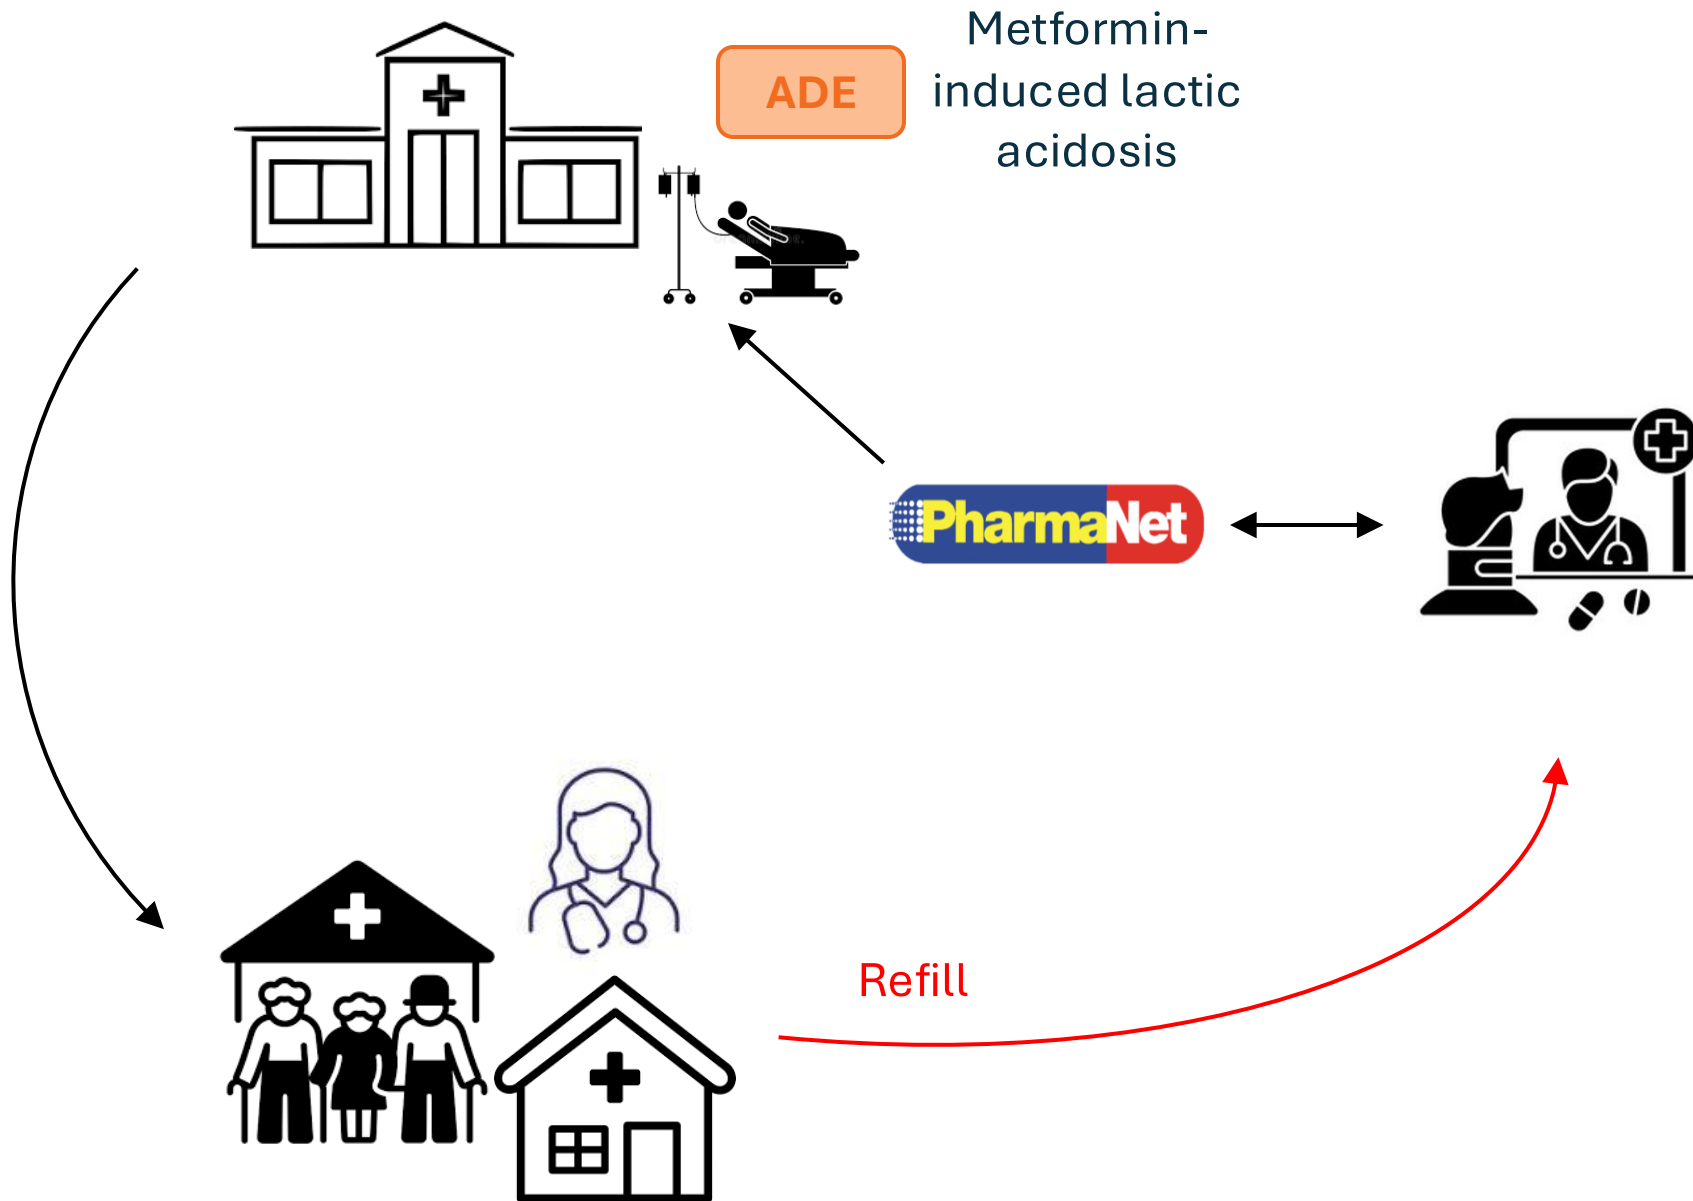 ADE
Metformin-
induced lactic
acidosis
PharmaNet
Refill